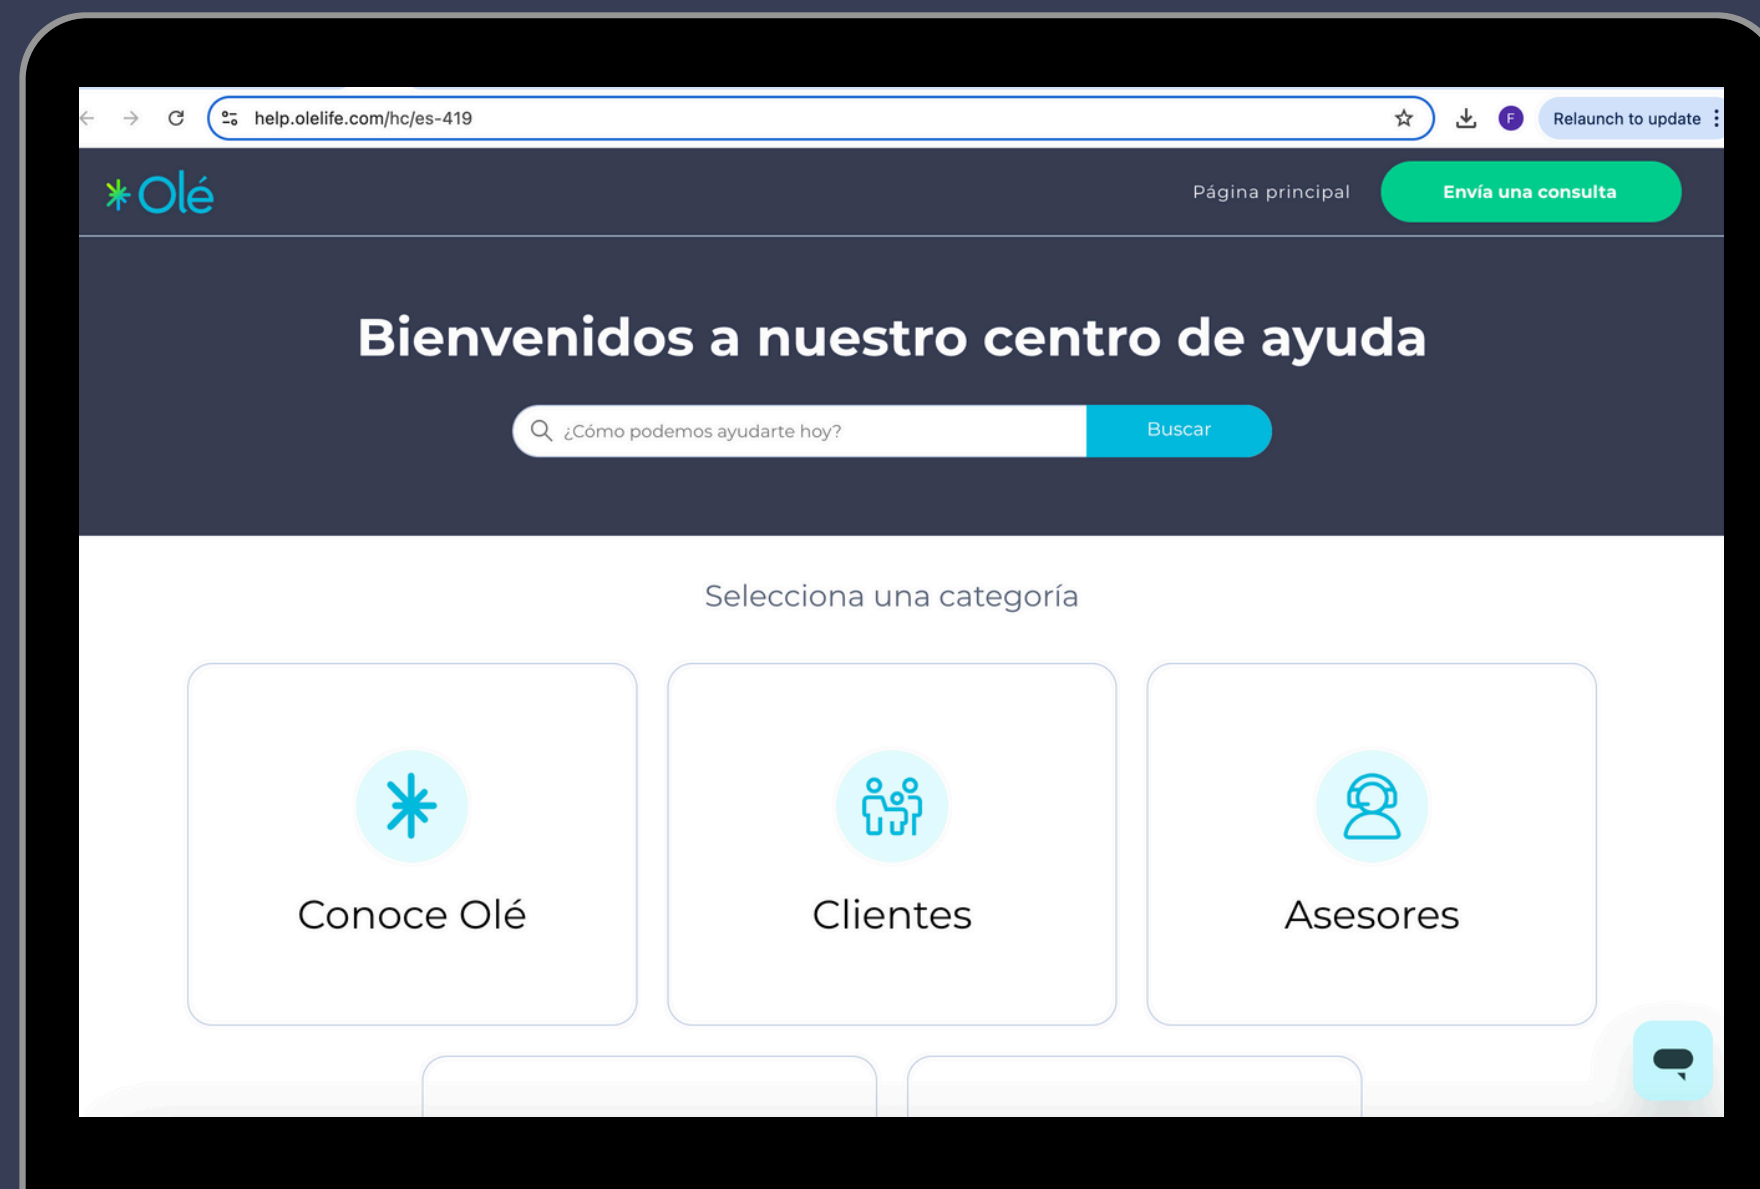 help.olelife.com/hc/es-419
F
Relaunch to update
Olé
Página principal
Envía una consulta
Bienvenidos a nuestro centro de ayuda
¿Cómo podemos ayudarte hoy?
Buscar
Selecciona una categoría
Conoce Olé
Clientes
Asesores